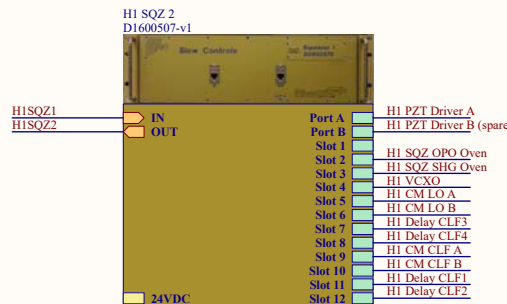 H1 SQZ 2
D1600507-v1
Slow Controls
H1SQZ1
H1SQZ2
IN
OUT
Port A
Port B
Slot 1
Slot 2
Slot 3
Slot 4
Slot 5
Slot 6
Slot 7
Slot 8
Slot 9
Slot 10
Slot 11
Slot 12
24VDC
H1 PZT Driver A
H1 PZT Driver B (spare
H1 SQZ OPO Oven
H1 SQZ SHG Oven
H1 VCXO
H1 CM LO A
H1 CM LO B
H1 Delay CLF3
H1 Delay CLF4
H1 CM CLF A
H1 CM CLF B
H1 Delay CLF1
H1 Delay CLF2